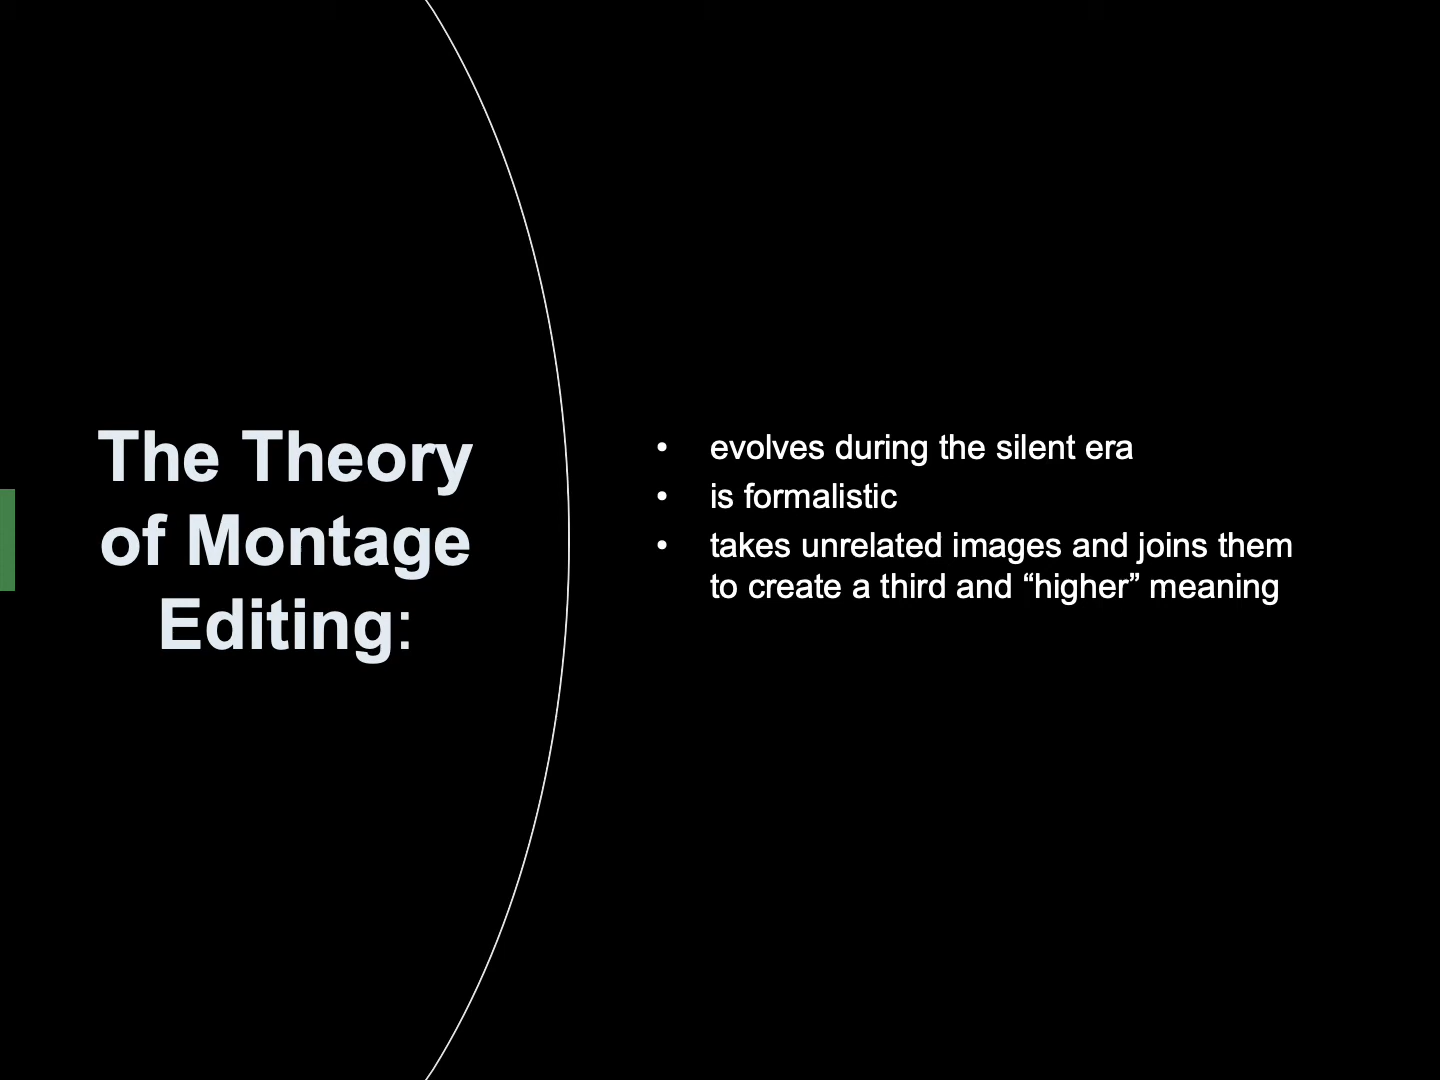 The Theory
of Montage
Editing:
• evolves during the silent era
• is formalistic
• takes unrelated images and joins them
to create a third and “higher” meaning